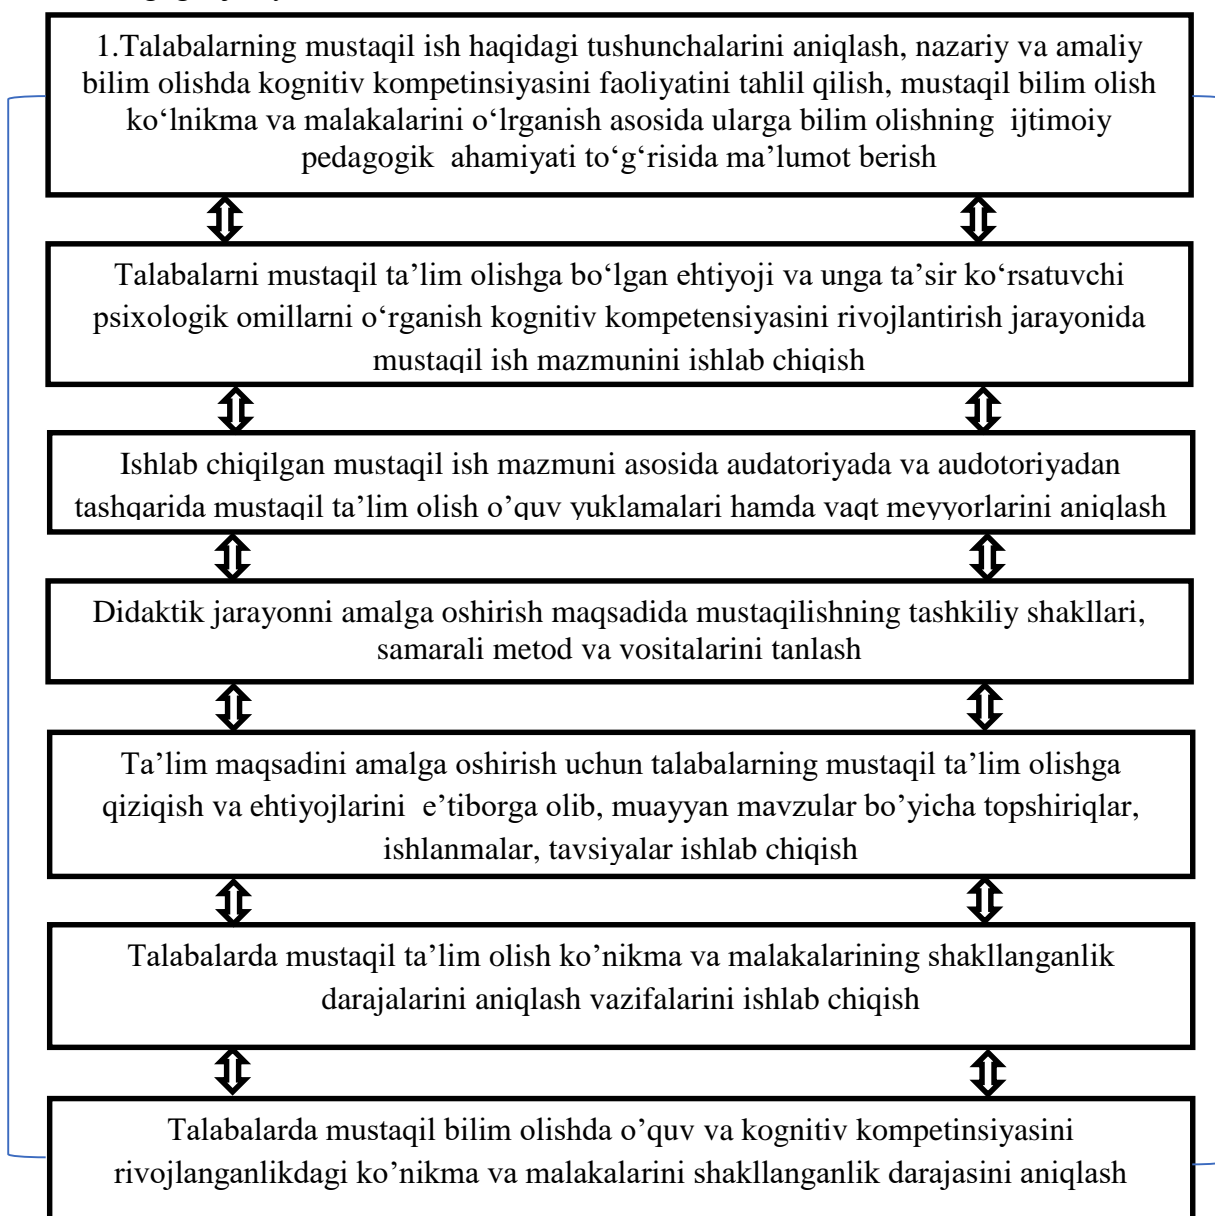 1.Talabalarning mustaqil ish haqidagi tushunchalarini aniqlash, nazariy va amaliy
bilim olishda kognitiv kompetinsiyasini faoliyatini tahlil qilish, mustaqil bilim olish
ko‘lnikma va malakalarini o‘lrganish asosida ularga bilim olishning ijtimoiy
pedagogik ahamiyati to‘g‘risida ma’lumot berish
Talabalarni mustaqil ta’lim olishga bo‘lgan ehtiyoji va unga ta’sir ko‘rsatuvchi
psixologik omillarni o‘rganish kognitiv kompetensiyasini rivojlantirish jarayonida
mustaqil ish mazmunini ishlab chiqish
Ishlab chiqilgan mustaqil ish mazmuni asosida audatoriyada va audotoriyadan
tashqarida mustaqil ta’lim olish o’quv yuklamalari hamda vaqt meyyorlarini aniqlash
Didaktik jarayonni amalga oshirish maqsadida mustaqilishning tashkiliy shakllari,
samarali metod va vositalarini tanlash
Ta’lim maqsadini amalga oshirish uchun talabalarning mustaqil ta’lim olishga
qiziqish va ehtiyojlarini e’tiborga olib, muayyan mavzular bo’yicha topshiriqlar,
ishlanmalar, tavsiyalar ishlab chiqish
Talabalarda mustaqil ta’lim olish ko’nikma va malakalarining shakllanganlik
darajalarini aniqlash vazifalarini ishlab chiqish
Talabalarda mustaqil bilim olishda o’quv va kognitiv kompetinsiyasini
rivojlanganlikdagi ko’nikma va malakalarini shakllanganlik darajasini aniqlash